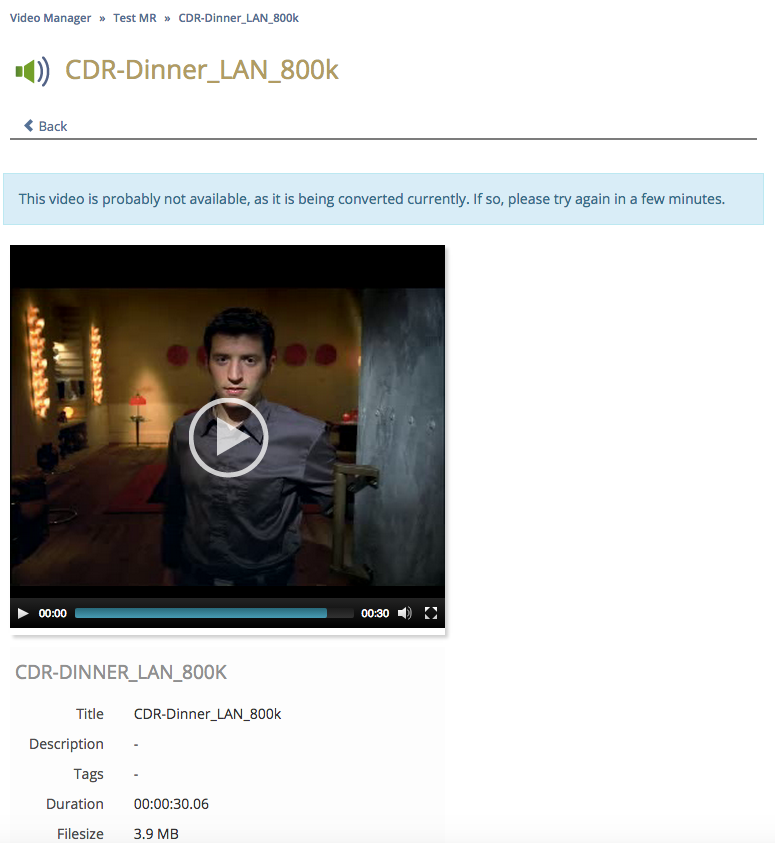 Video Manager » Test MR » CDR-Dinner_LAN_800k
CDR-Dinner_LAN_800k
Back
This video is probably not available, as it is being converted currently. If so, please try again in a few minutes.
00:00 00:30
CDR-DINNER_LAN_800K
Title CDR-Dinner_LAN_800k
Description -
Tags -
Duration 00:00:30.06
Filesize 3.9 MB